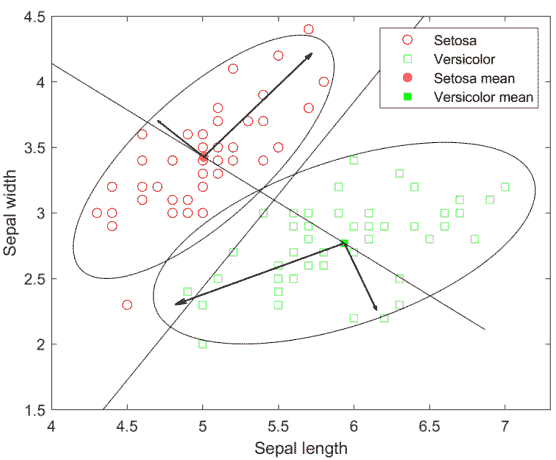 4.5
4
3.5
3
2.5
2
1.5
4
4.5
5
5.5
6
6.5
7
Sepal width
Sepal length
Setosa
Versicolor
Setosa mean
Versicolor mean